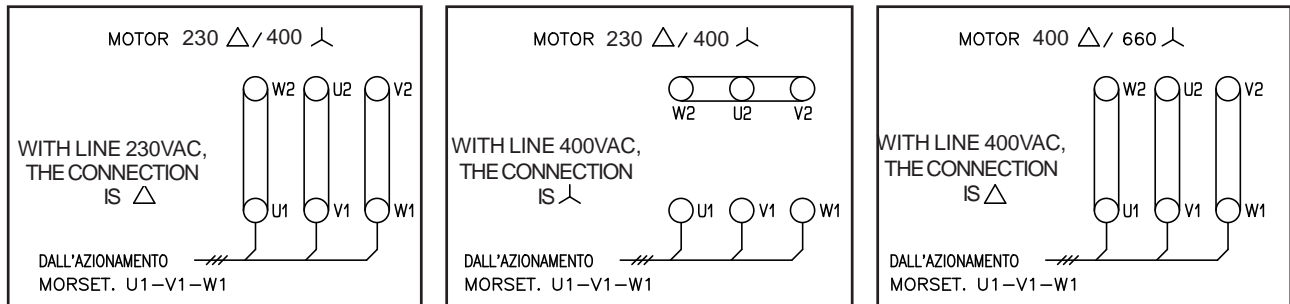 MOTOR 230 △/ 400 ⅄
W2 U2 V2
WITH LINE 230VAC,
THE CONNECTION
IS △
U1 V1 W1
DALL'AZIONAMENTO
MORSET. U1-V1-W1
MOTOR 230 △/ 400 ⅄
W2 U2 V2
WITH LINE 400VAC,
THE CONNECTION
IS ⅄
U1 V1 W1
DALL'AZIONAMENTO
MORSET. U1-V1-W1
MOTOR 400 △/ 660 ⅄
W2 U2 V2
WITH LINE 400VAC,
THE CONNECTION
IS △
U1 V1 W1
DALL'AZIONAMENTO
MORSET. U1-V1-W1